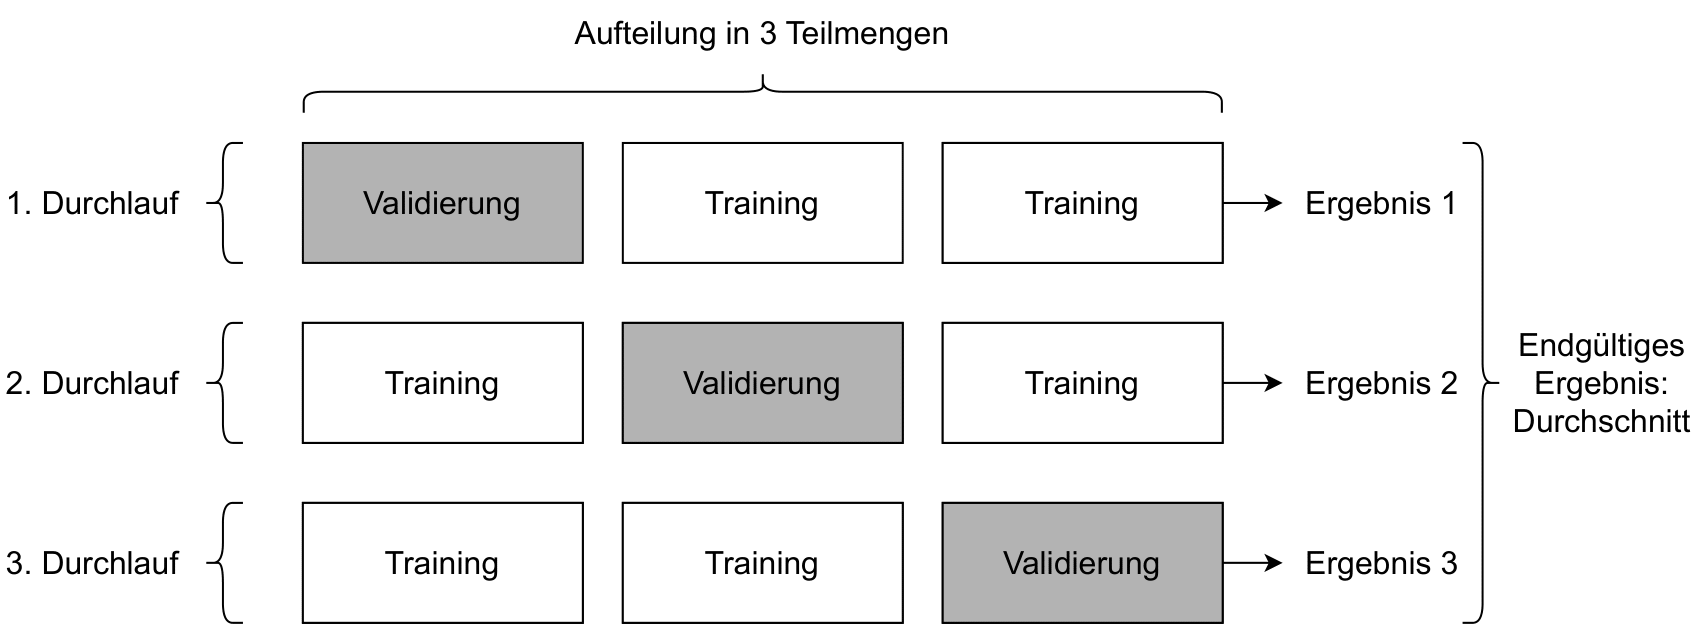 Aufteilung in 3 Teilmengen
1. Durchlauf
Validierung
Training
Training
Ergebnis 1
2. Durchlauf
Training
Validierung
Training
Ergebnis 2
3. Durchlauf
Training
Training
Validierung
Ergebnis 3
Endgültiges
Ergebnis:
Durchschnitt